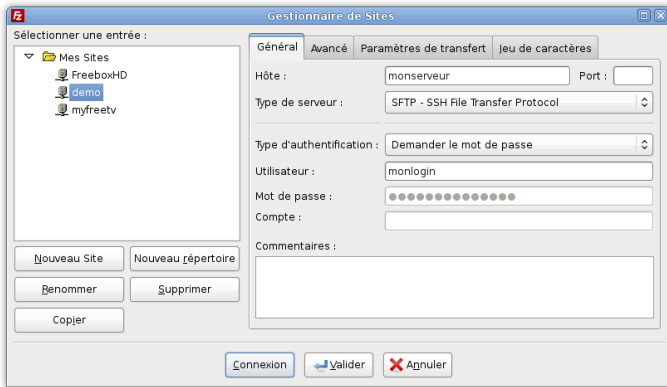 Gestionnaire de Sites
Sélectionner une entrée :
Mes Sites
FreeboxHD
demo
myfreetv
Nouveau Site
Nouveau répertoire
Renommer
Supprimer
Copier
Général
Avancé
Paramètres de transfert
Jeu de caractères
Hôte :
monserveur
Port :
Type de serveur :
SFTP - SSH File Transfer Protocol
Type d'authentification :
Demander le mot de passe
Utilisateur :
monlogin
Mot de passe :
Compte :
Commentaires :
Connexion
Valider
Annuler